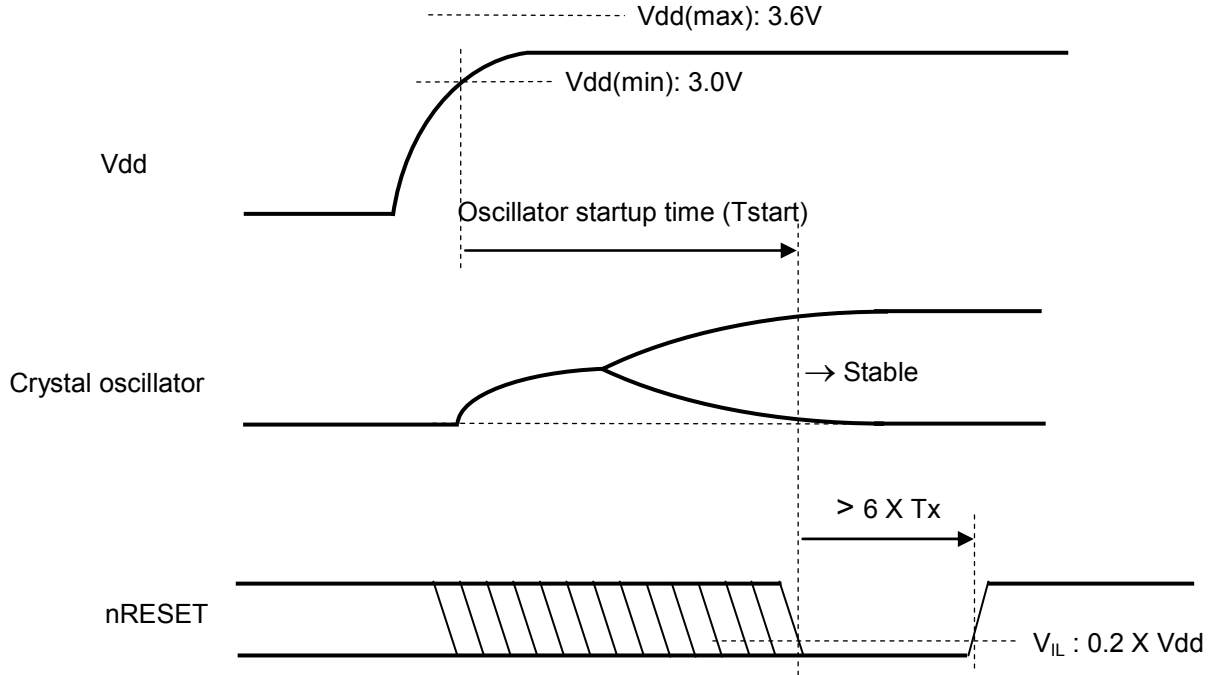 Vdd(max): 3.6V
Vdd(min): 3.0V
Vdd
Oscillator startup time (Tstart)
Crystal oscillator
→ Stable
> 6 X Tx
nRESET
VIL : 0.2 X Vdd